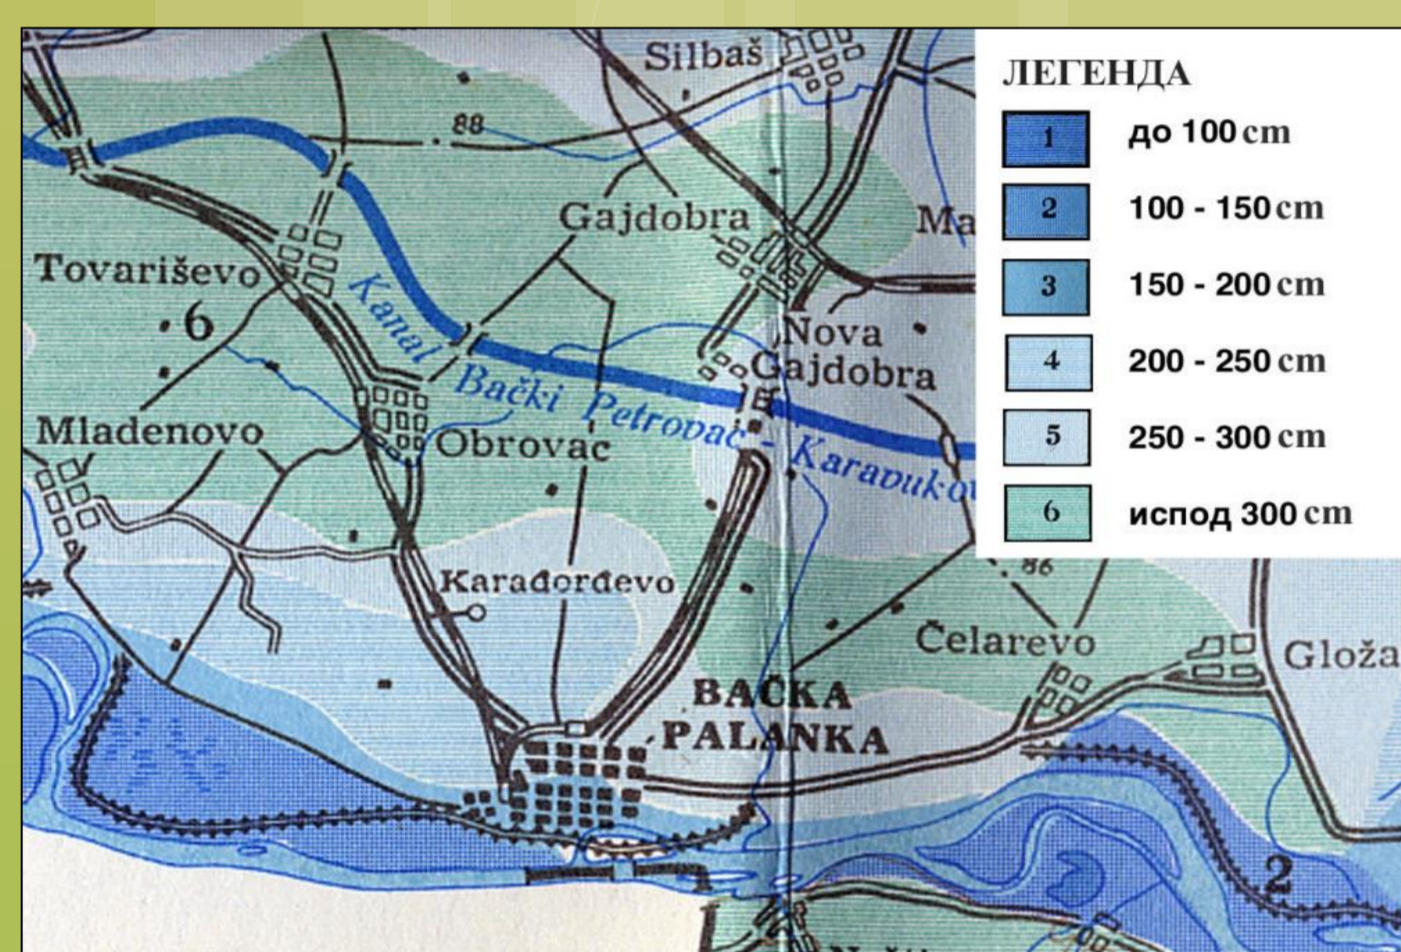 Silbaš
88
Gajdobra
Ma
Tovariševo
6
Nova
Gajdobra
Kanal Bački Petrovac - Karavukov
Mladenovo
Obrovac
Karađorđevo
86
Čelarevo
Gloža
BAČKA
PALANKA
2
ЛЕГЕНДА
1 до 100 cm
2 100 - 150 cm
3 150 - 200 cm
4 200 - 250 cm
5 250 - 300 cm
6 испод 300 cm